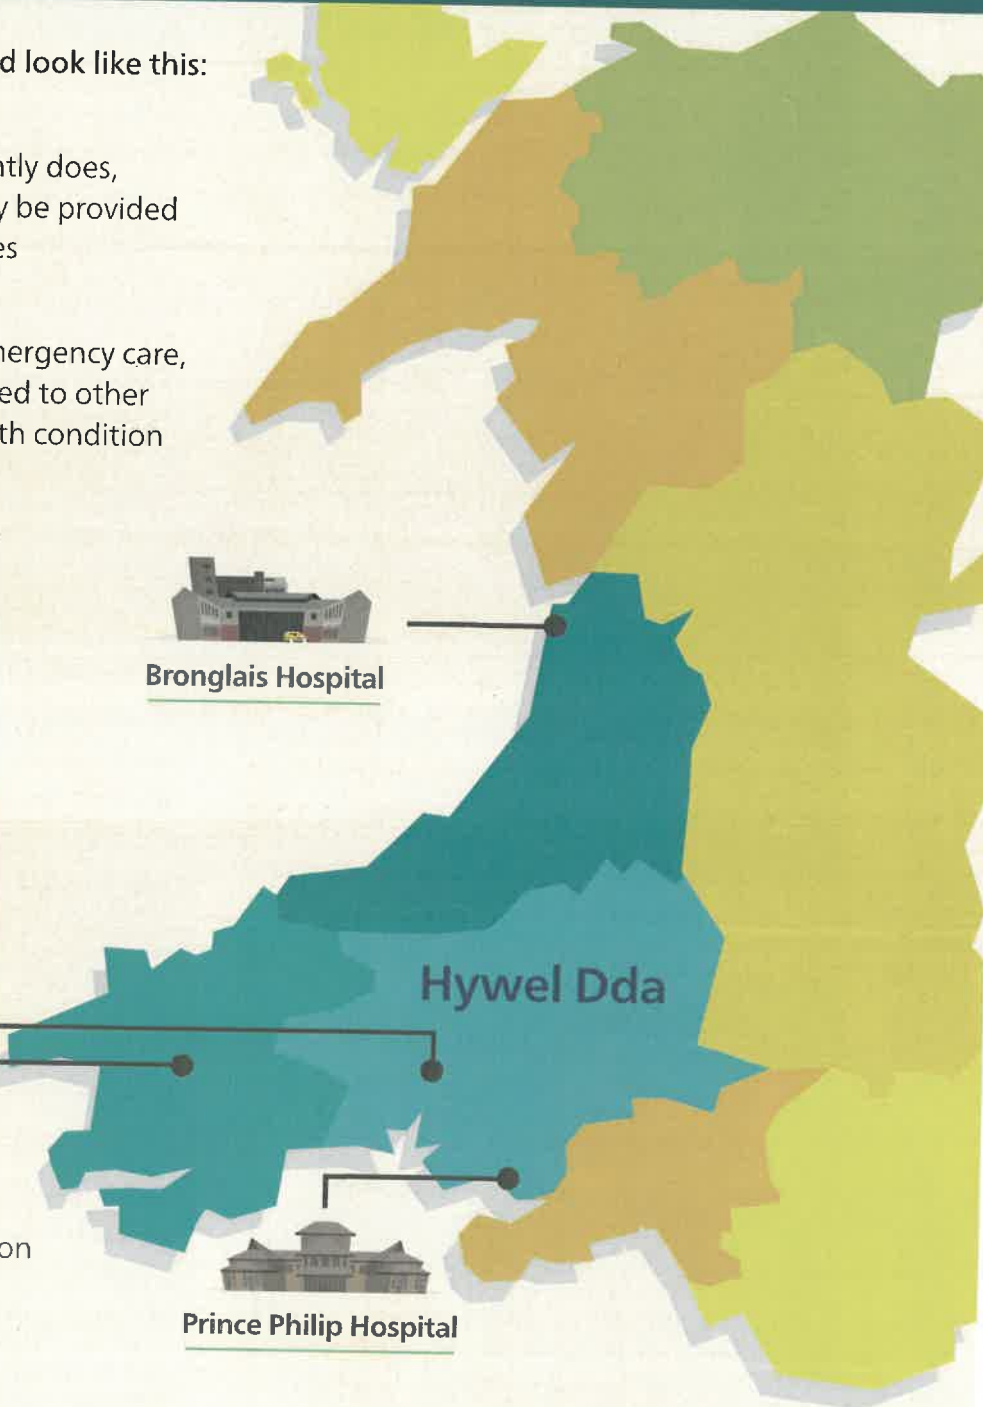 d look like this:
ntly does,
y be provided
es
nergency care,
ed to other
th condition
Bronglais Hospital
Hywel Dda
on
Prince Philip Hospital